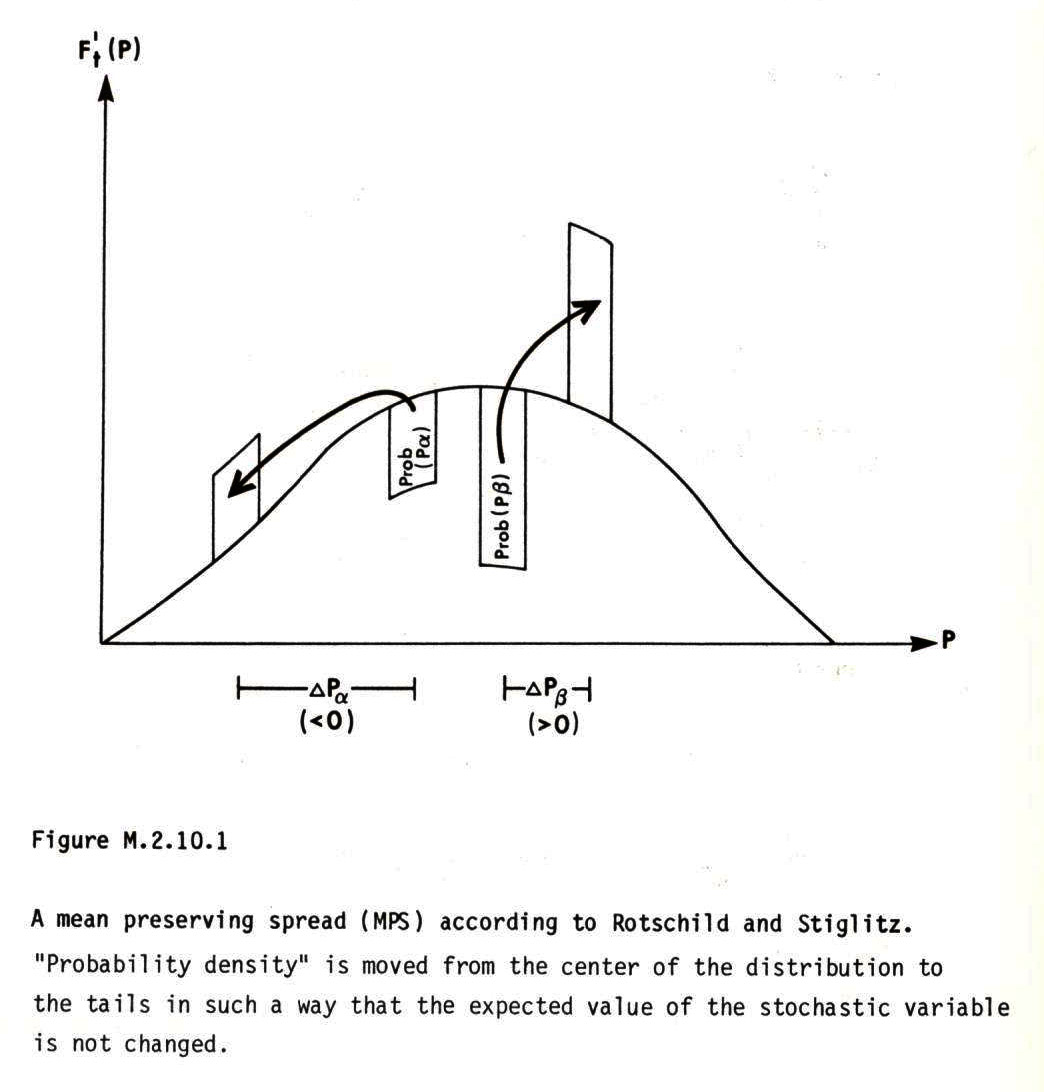 F't (P)
Prob
(Pα)
Prob(Pβ)
P
ΔPα
(<0)
ΔPβ
(>0)
Figure M.2.10.1
A mean preserving spread (MPS) according to Rotschild and Stiglitz.
"Probability density" is moved from the center of the distribution to
the tails in such a way that the expected value of the stochastic variable
is not changed.